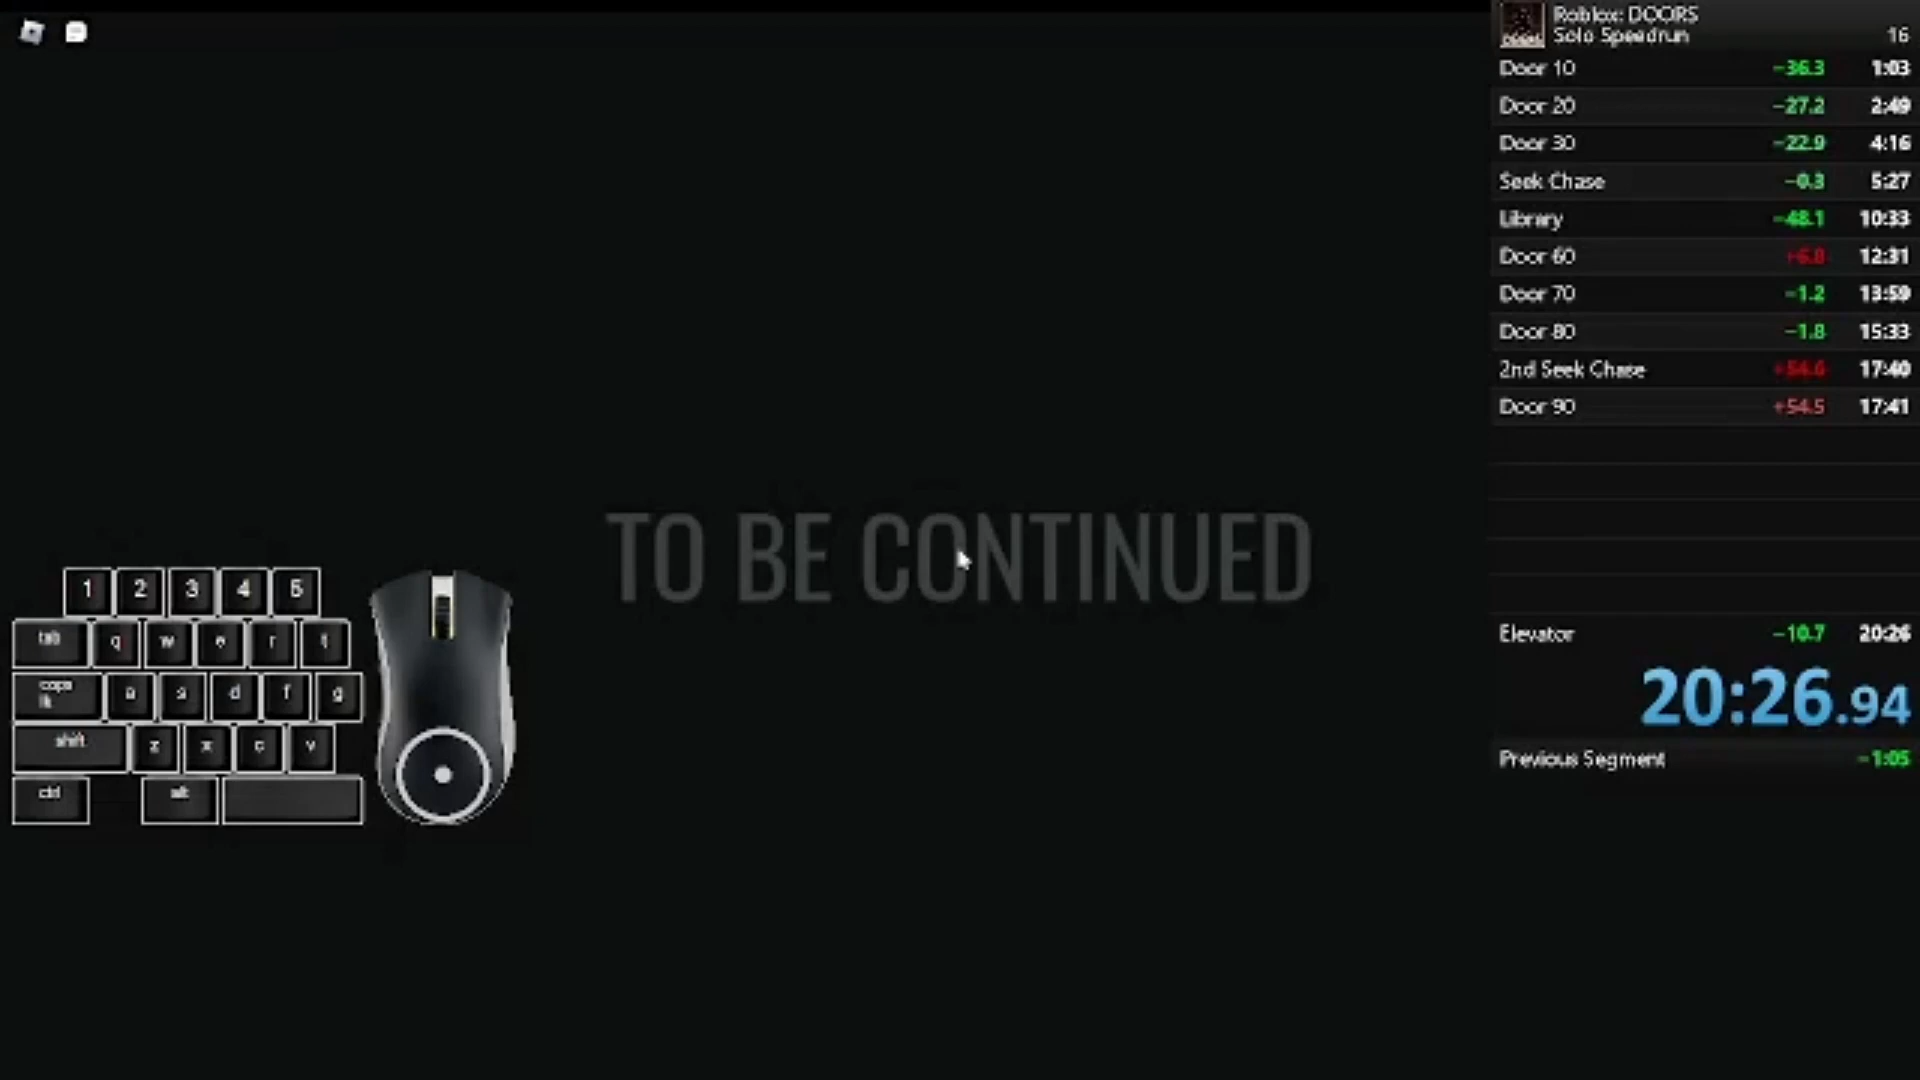 Roblox: DOORS
Solo Speedrun 16
Door 10 -36.3 1:03
Door 20 -27.2 2:49
Door 30 -22.9 4:16
Seek Chase -0.3 5:27
Library -48.1 10:33
Door 60 +6.8 12:31
Door 70 -1.2 13:59
Door 80 -1.8 15:33
2nd Seek Chase +54.6 17:40
Door 90 +54.5 17:41
TO BE CONTINUED
1 2 3 4 5
tab q w e r t
caps lk a s d f g
shift z x c v
ctrl alt
Elevator -10.7 20:26
20:26.94
Previous Segment -1:05